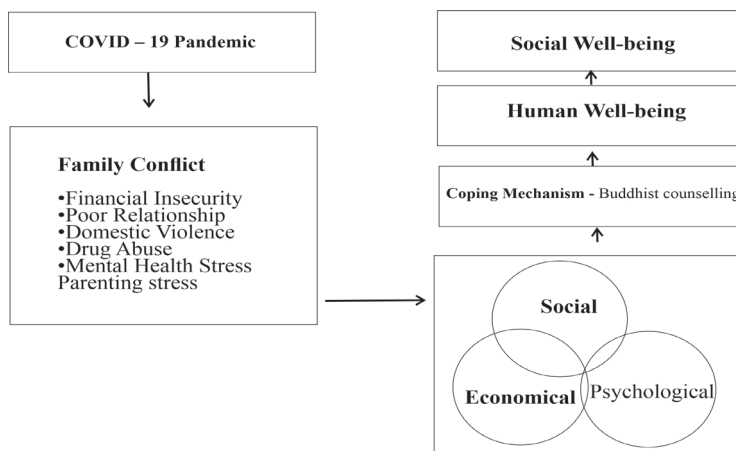 COVID – 19 Pandemic
Family Conflict
•Financial Insecurity
•Poor Relationship
•Domestic Violence
•Drug Abuse
•Mental Health Stress
Parenting stress
Social Well-being
Human Well-being
Coping Mechanism - Buddhist counselling
Social
Economical
Psychological